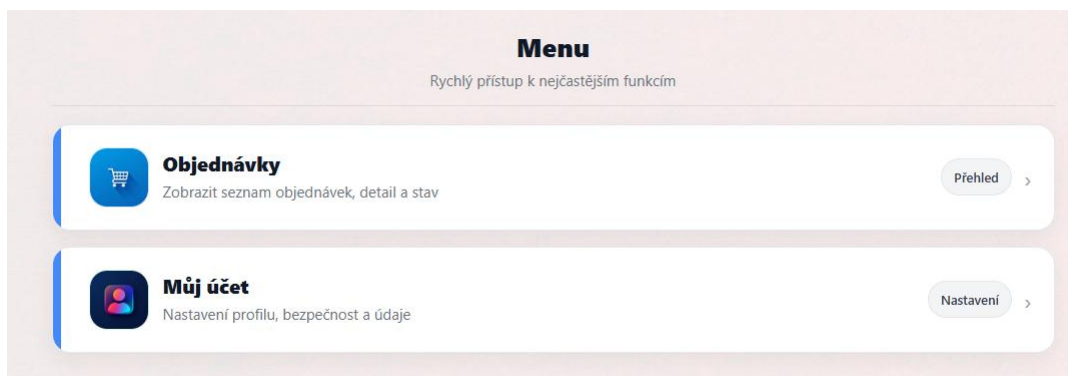 Menu
Rychlý přístup k nejčastějším funkcím
Objednávky
Zobrazit seznam objednávek, detail a stav
Přehled
Můj účet
Nastavení profilu, bezpečnost a údaje
Nastavení